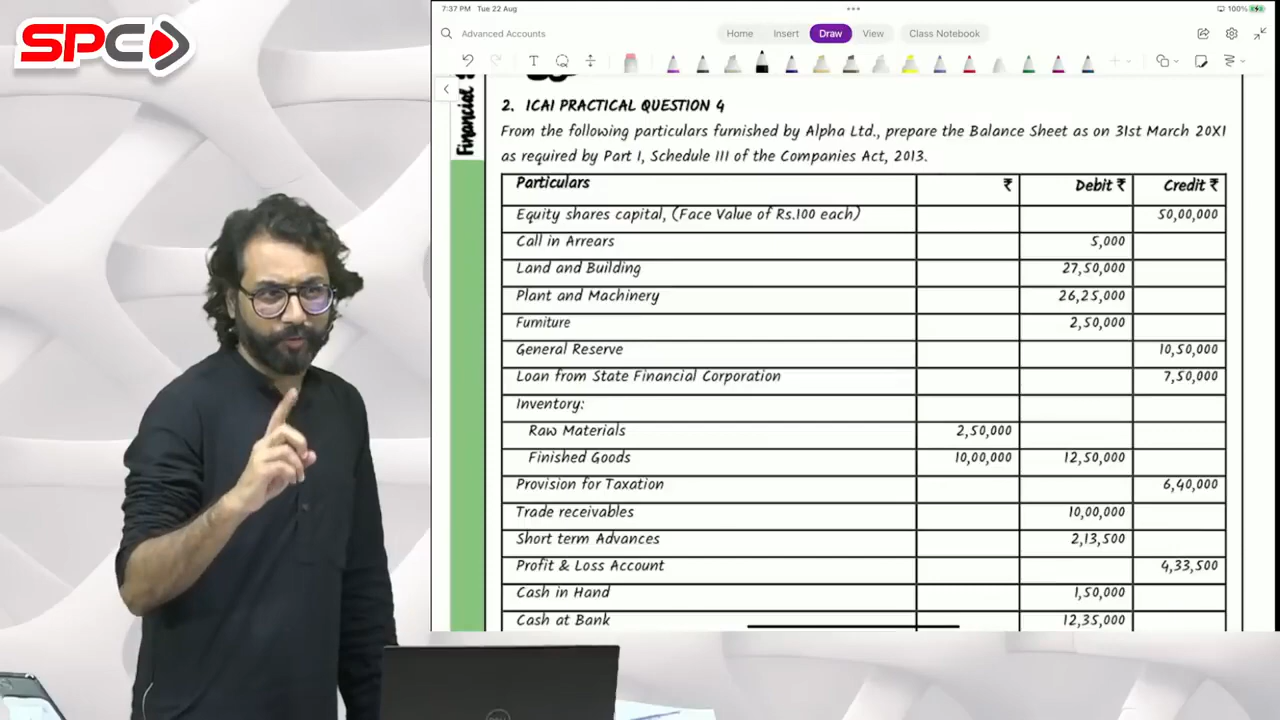 SPC
7:37 PM Tue 22 Aug
100%
Advanced Accounts
Home Insert Draw View Class Notebook
Financial
2. ICAI PRACTICAL QUESTION 4
From the following particulars furnished by Alpha Ltd., prepare the Balance Sheet as on 31st March 20X1
as required by Part I, Schedule III of the Companies Act, 2013.
Particulars ₹ Debit ₹ Credit ₹
Equity shares capital, (Face Value of Rs.100 each) 50,00,000
Call in Arrears 5,000
Land and Building 27,50,000
Plant and Machinery 26,25,000
Furniture 2,50,000
General Reserve 10,50,000
Loan from State Financial Corporation 7,50,000
Inventory:
Raw Materials 2,50,000
Finished Goods 10,00,000 12,50,000
Provision for Taxation 6,40,000
Trade receivables 10,00,000
Short term Advances 2,13,500
Profit & Loss Account 4,33,500
Cash in Hand 1,50,000
Cash at Bank 12,35,000
DELL